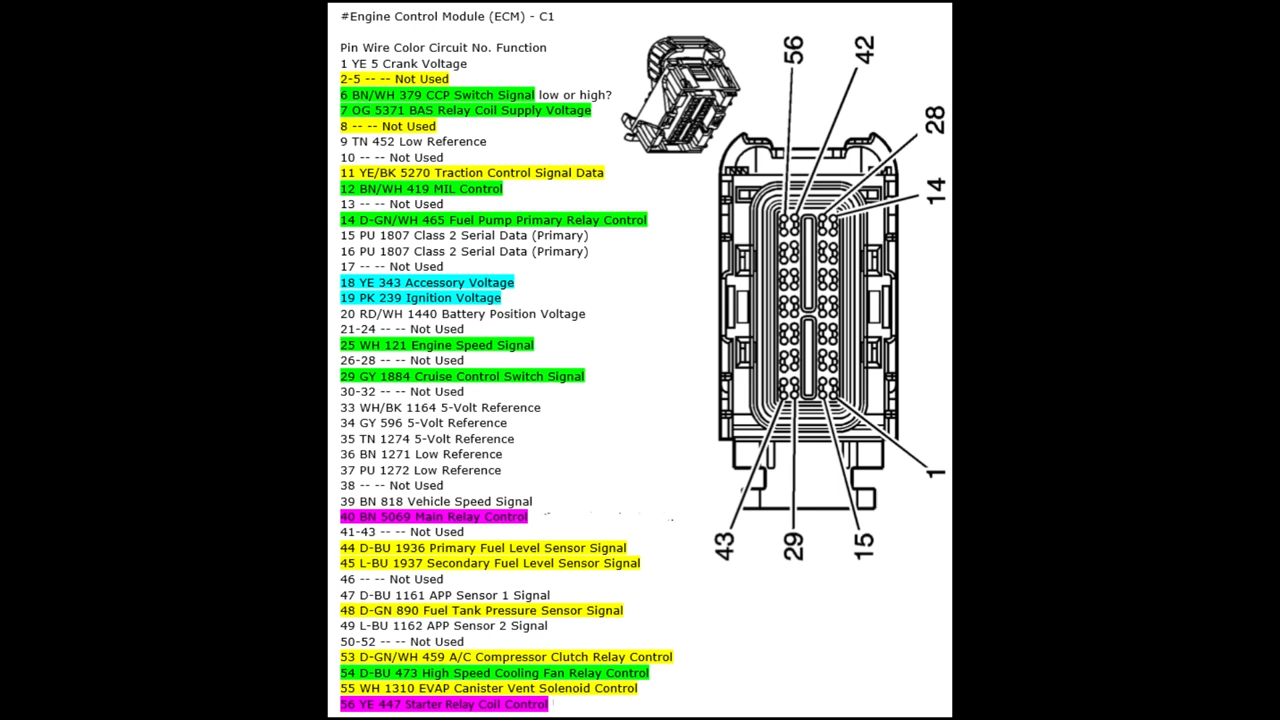 #Engine Control Module (ECM) - C1
Pin Wire Color Circuit No. Function
1 YE 5 Crank Voltage
2-5 -- -- Not Used
6 BN/WH 379 CCP Switch Signal low or high?
7 OG 5371 BAS Relay Coil Supply Voltage
8 -- -- Not Used
9 TN 452 Low Reference
10 -- -- Not Used
11 YE/BK 5270 Traction Control Signal Data
12 BN/WH 419 MIL Control
13 -- -- Not Used
14 D-GN/WH 465 Fuel Pump Primary Relay Control
15 PU 1807 Class 2 Serial Data (Primary)
16 PU 1807 Class 2 Serial Data (Primary)
17 -- -- Not Used
18 YE 343 Accessory Voltage
19 PK 239 Ignition Voltage
20 RD/WH 1440 Battery Position Voltage
21-24 -- -- Not Used
25 WH 121 Engine Speed Signal
26-28 -- -- Not Used
29 GY 1884 Cruise Control Switch Signal
30-32 -- -- Not Used
33 WH/BK 1164 5-Volt Reference
34 GY 596 5-Volt Reference
35 TN 1274 5-Volt Reference
36 BN 1271 Low Reference
37 PU 1272 Low Reference
38 -- -- Not Used
39 BN 818 Vehicle Speed Signal
40 BN 5069 Main Relay Control
41-43 -- -- Not Used
44 D-BU 1936 Primary Fuel Level Sensor Signal
45 L-BU 1937 Secondary Fuel Level Sensor Signal
46 -- -- Not Used
47 D-BU 1161 APP Sensor 1 Signal
48 D-GN 890 Fuel Tank Pressure Sensor Signal
49 L-BU 1162 APP Sensor 2 Signal
50-52 -- -- Not Used
53 D-GN/WH 459 A/C Compressor Clutch Relay Control
54 D-BU 473 High Speed Cooling Fan Relay Control
55 WH 1310 EVAP Canister Vent Solenoid Control
56 YE 447 Starter Relay Coil Control
56
42
28
14
1
43
29
15